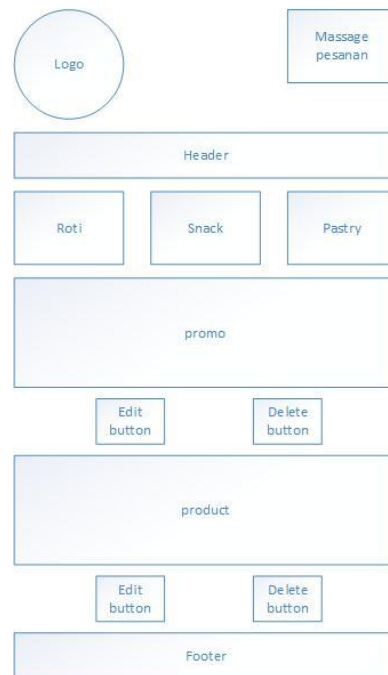 Logo
Massage
pesanan
Header
Roti
Snack
Pastry
promo
Edit
button
Delete
button
product
Edit
button
Delete
button
Footer